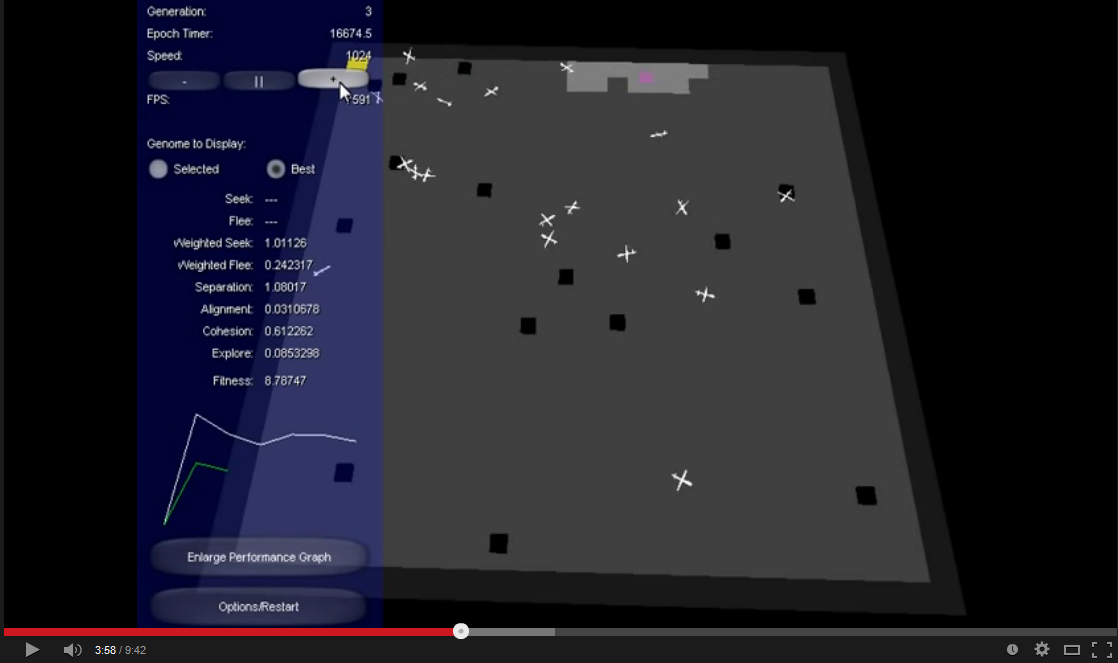 Generation: 3
Epoch Timer: 16674.5
Speed: 1024
- || +
FPS: 591
Genome to Display:
Selected Best
Seek: ---
Flee: ---
Weighted Seek: 1.01126
Weighted Flee: 0.242317
Separation: 1.08017
Alignment: 0.0310678
Cohesion: 0.612262
Explore: 0.0853298
Fitness: 8.78747
Enlarge Performance Graph
Options/Restart
3:58 / 9:42